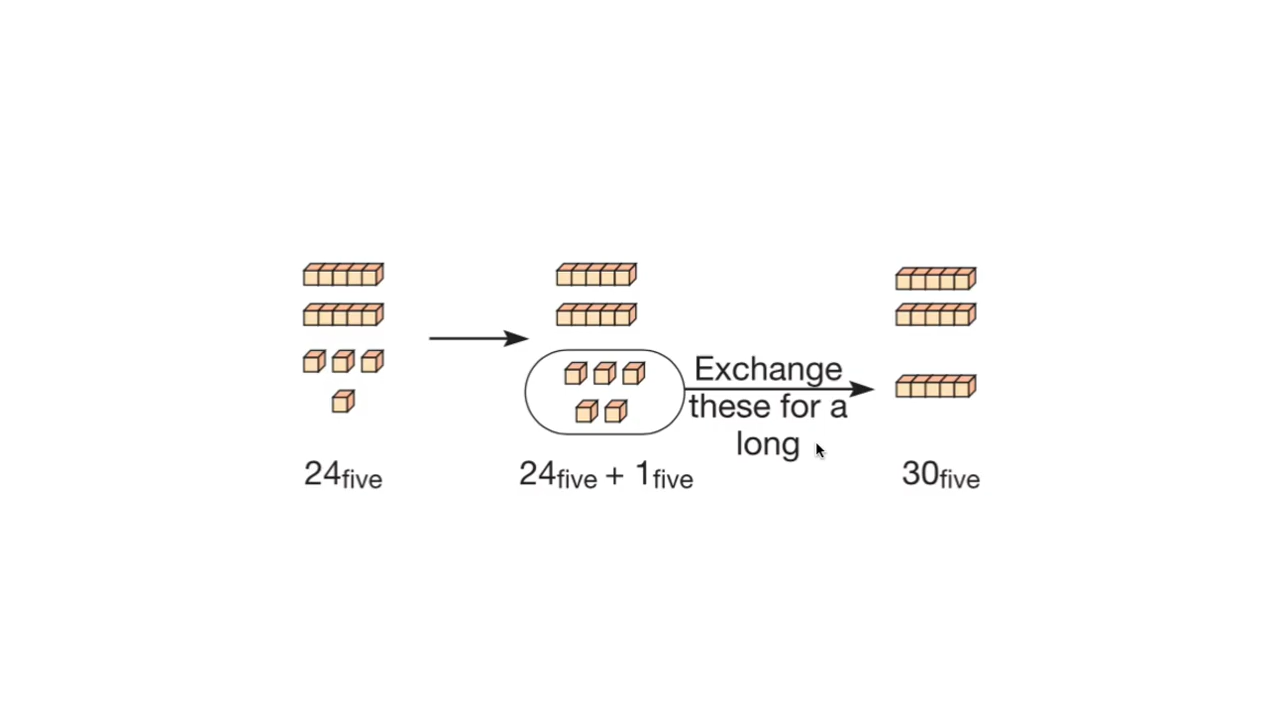 Exchange
these for a
long
24five
24five + 1five
30five